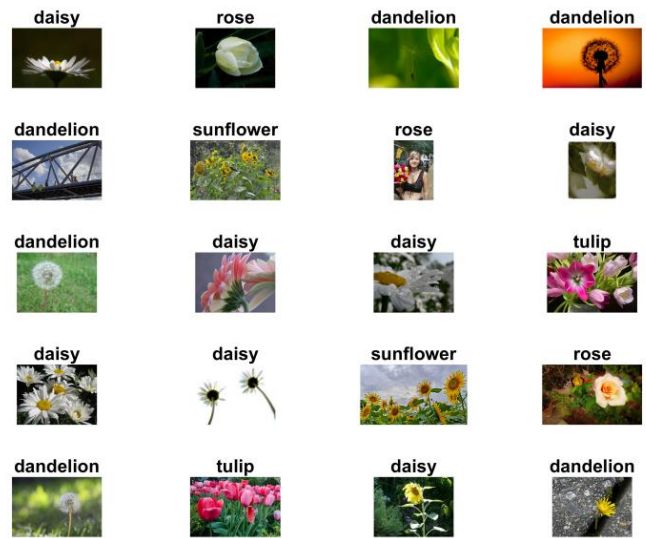 daisy rose dandelion dandelion
dandelion sunflower rose daisy
dandelion daisy daisy tulip
daisy daisy sunflower rose
dandelion tulip daisy dandelion